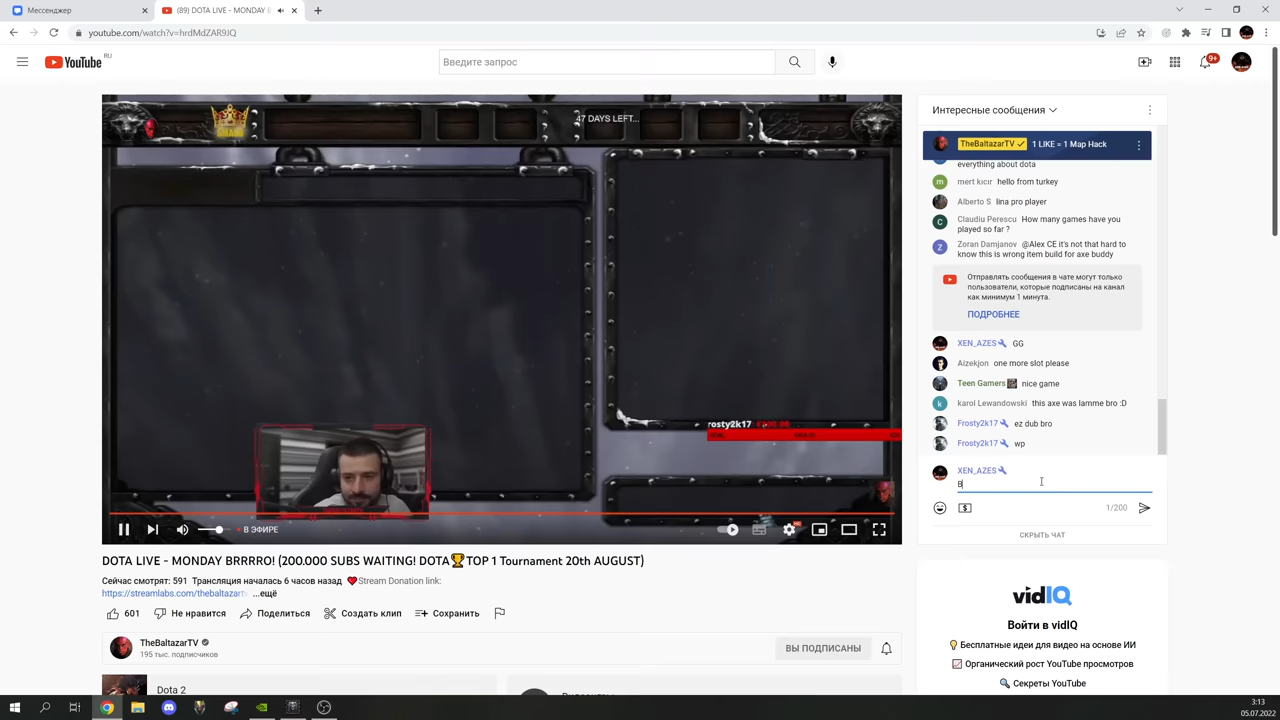 Мессенджер
(89) DOTA LIVE - MONDAY B
youtube.com/watch?v=hrdMdZAR9JQ
YouTube RU
Введите запрос
9+
47 DAYS LEFT...
Интересные сообщения
TheBaltazarTV 1 LIKE = 1 Map Hack
everything about dota
mert kıcır hello from turkey
Alberto S lina pro player
Claudiu Perescu How many games have you
played so far ?
Zoran Damjanov @Alex CE it's not that hard to
know this is wrong item build for axe buddy
Отправлять сообщения в чате могут только
пользователи, которые подписаны на канал
как минимум 1 минута.
ПОДРОБНЕЕ
XEN_AZES GG
Aizekjon one more slot please
Teen Gamers nice game
karol Lewandowski this axe was lamme bro :D
Frosty2k17 ez dub bro
Frosty2k17 wp
XEN_AZES
B
1/200
СКРЫТЬ ЧАТ
rosty2k17
В ЭФИРЕ
DOTA LIVE - MONDAY BRRRRO! (200.000 SUBS WAITING! DOTA🏆TOP 1 Tournament 20th AUGUST)
Сейчас смотрят: 591 Трансляция началась 6 часов назад ❤Stream Donation link:
https://streamlabs.com/thebaltazartv ...ещё
601 Не нравится Поделиться Создать клип Сохранить
TheBaltazarTV
195 тыс. подписчиков
ВЫ ПОДПИСАНЫ
Dota 2
vidIQ
Войти в vidIQ
💡 Бесплатные идеи для видео на основе ИИ
📈 Органический рост YouTube просмотров
🔍 Секреты YouTube
3:13
05.07.2022